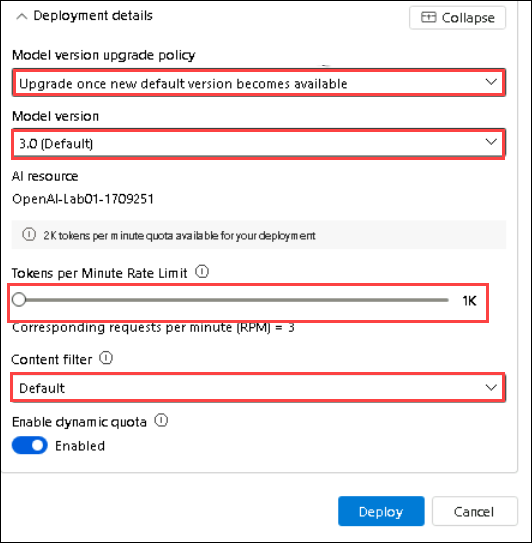 Deployment details
Collapse
Model version upgrade policy
Upgrade once new default version becomes available
Model version
3.0 (Default)
AI resource
OpenAI-Lab01-1709251
2K tokens per minute quota available for your deployment
Tokens per Minute Rate Limit
1K
Corresponding requests per minute (RPM) = 3
Content filter
Default
Enable dynamic quota
Enabled
Deploy
Cancel